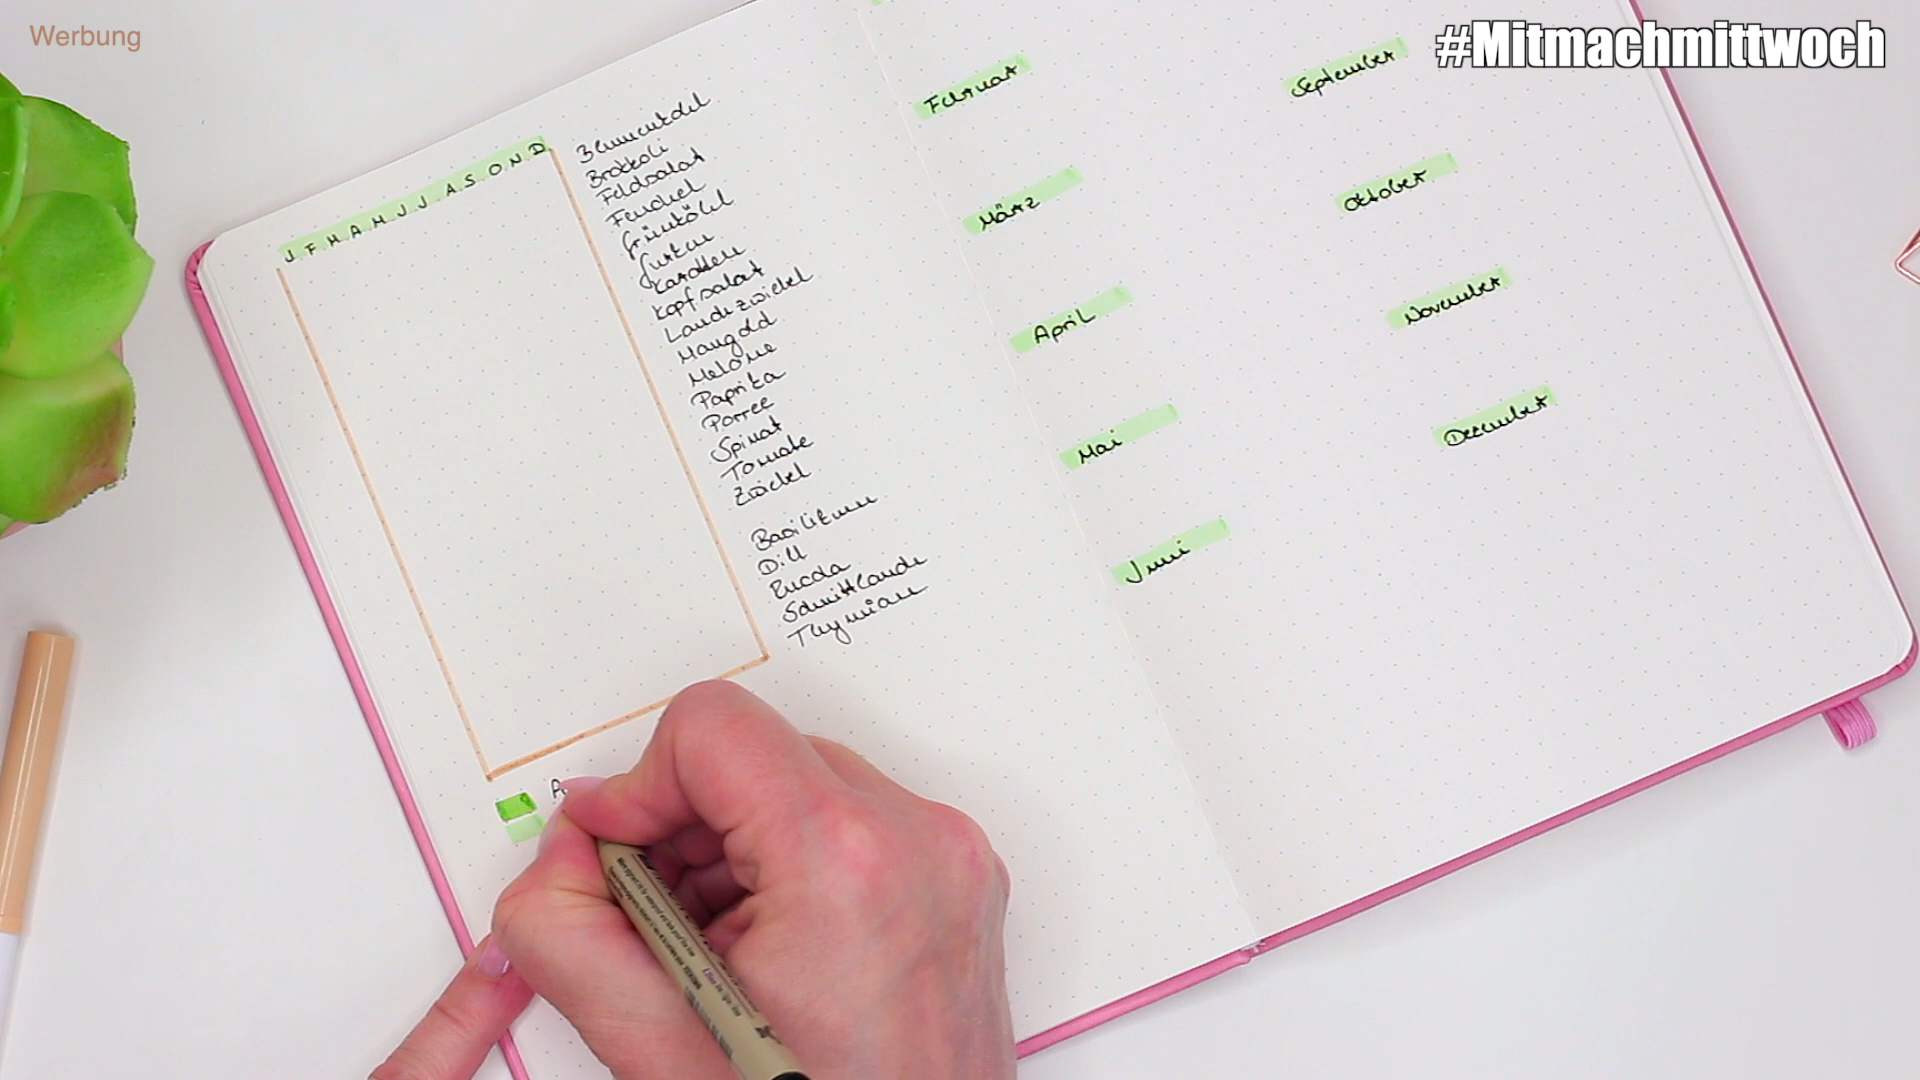 Werbung
#Mitmachmittwoch
J F M A M J J A S O N D
Blumenkohl
Brokkoli
Feldsalat
Fenchel
Grünkohl
Gurken
Karotten
Kopfsalat
Lauchzwiebel
Mangold
Melone
Paprika
Porree
Spinat
Tomate
Zwiebel
Basilikum
Dill
Rucola
Schnittlauch
Thymian
Februar
März
April
Mai
Juni
September
Oktober
November
Dezember